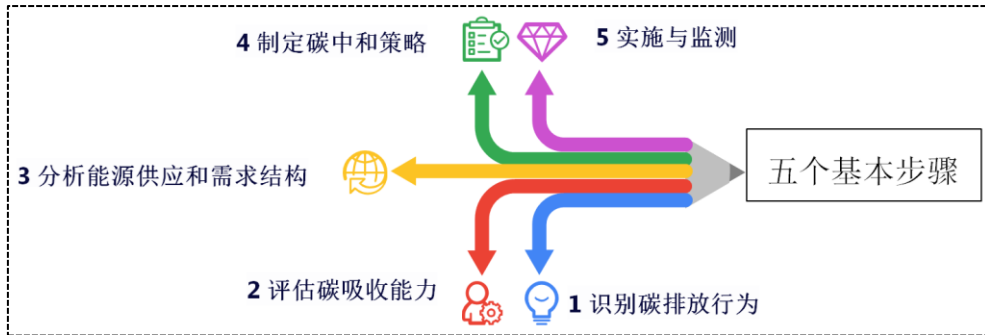 4 制定碳中和策略
5 实施与监测
3 分析能源供应和需求结构
五个基本步骤
2 评估碳吸收能力
1 识别碳排放行为